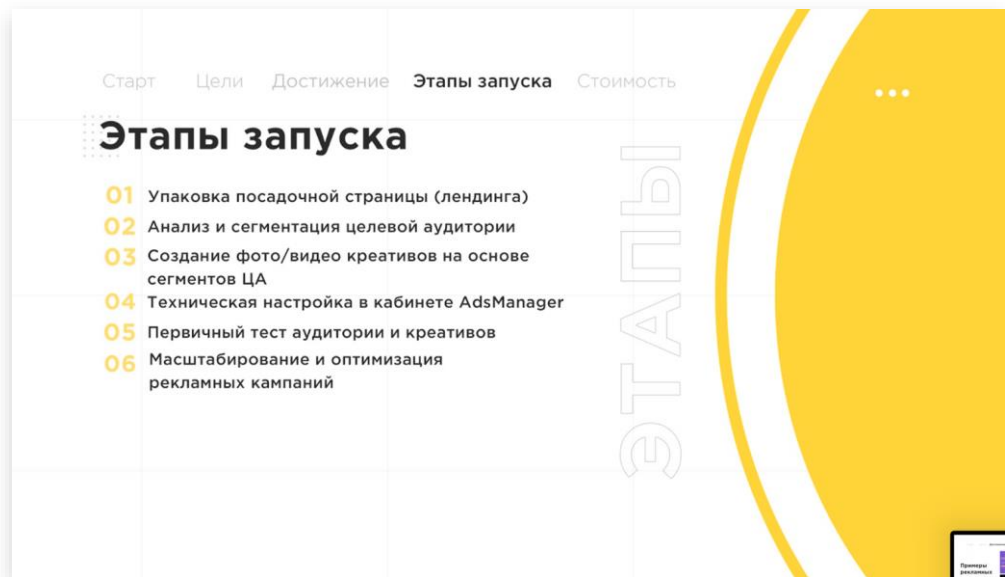 Старт Цели Достижение Этапы запуска Стоимость
Этапы запуска
01 Упаковка посадочной страницы (лендинга)
02 Анализ и сегментация целевой аудитории
03 Создание фото/видео креативов на основе
сегментов ЦА
04 Техническая настройка в кабинете AdsManager
05 Первичный тест аудитории и креативов
06 Масштабирование и оптимизация
рекламных кампаний
ЭТАПЫ
Примеры
рекламных